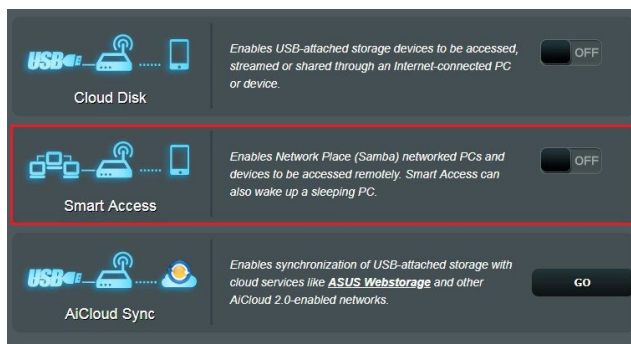 Enables USB-attached storage devices to be accessed,
streamed or shared through an Internet-connected PC
or device.
OFF
USB
Cloud Disk
Enables Network Place (Samba) networked PCs and
devices to be accessed remotely. Smart Access can
also wake up a sleeping PC.
OFF
Smart Access
Enables synchronization of USB-attached storage with
cloud services like ASUS Webstorage and other
AiCloud 2.0-enabled networks.
GO
USB
AiCloud Sync